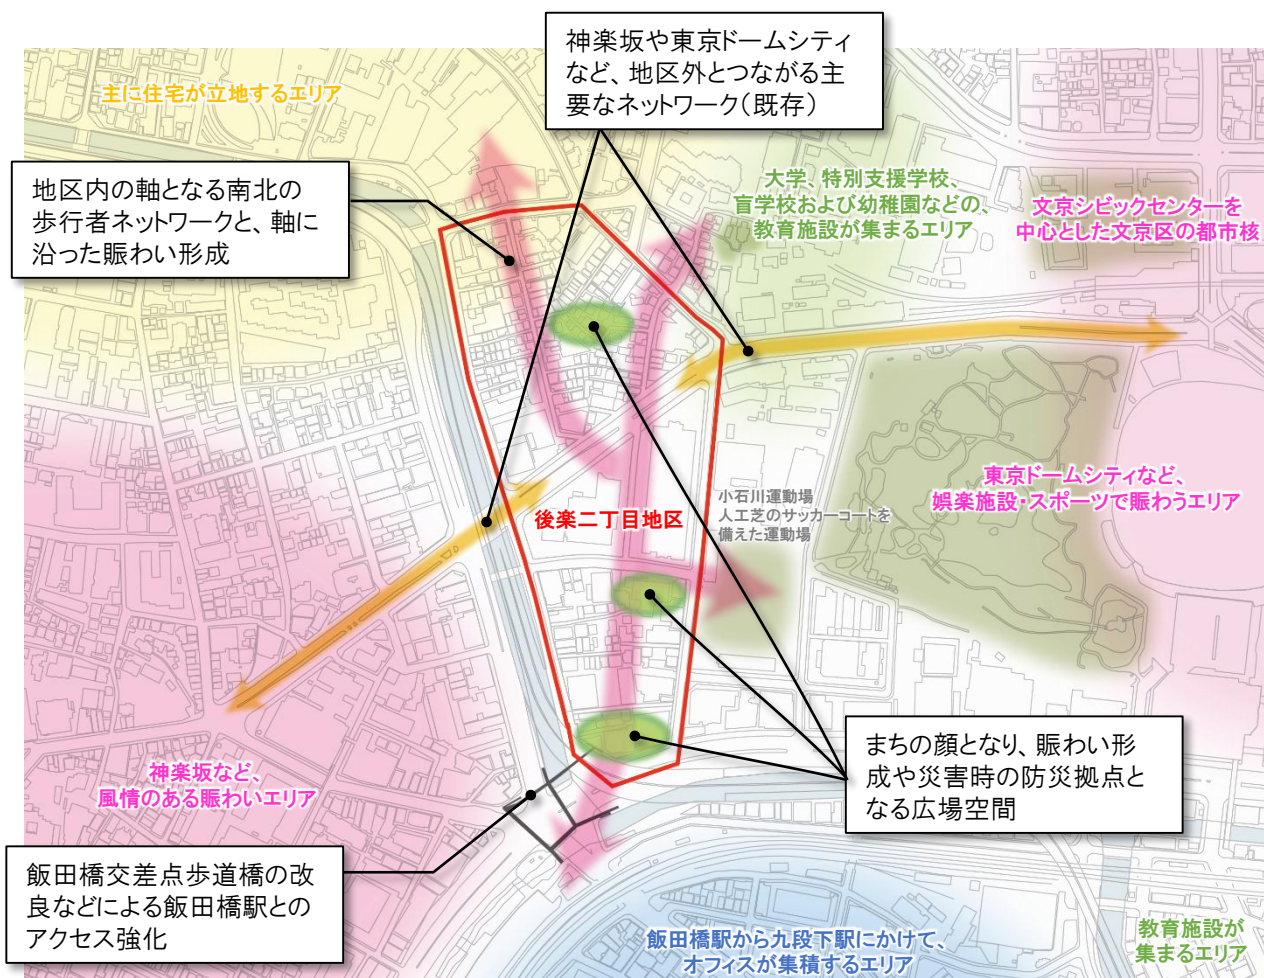 神楽坂や東京ドームシティ
など、地区外とつながる主
要なネットワーク（既存）
主に住宅が立地するエリア
地区内の軸となる南北の
歩行者ネットワークと、軸に
沿った賑わい形成
大学、特別支援学校、
盲学校および幼稚園などの、
教育施設が集まるエリア
文京シビックセンターを
中心とした文京区の都市核
東京ドームシティなど、
娯楽施設・スポーツで賑わうエリア
小石川運動場
人工芝のサッカーコートを
備えた運動場
後楽二丁目地区
神楽坂など、
風情のある賑わいエリア
まちの顔となり、賑わい形
成や災害時の防災拠点と
なる広場空間
飯田橋交差点歩道橋の改
良などによる飯田橋駅との
アクセス強化
飯田橋駅から九段下駅にかけて、
オフィスが集積するエリア
教育施設が
集まるエリア